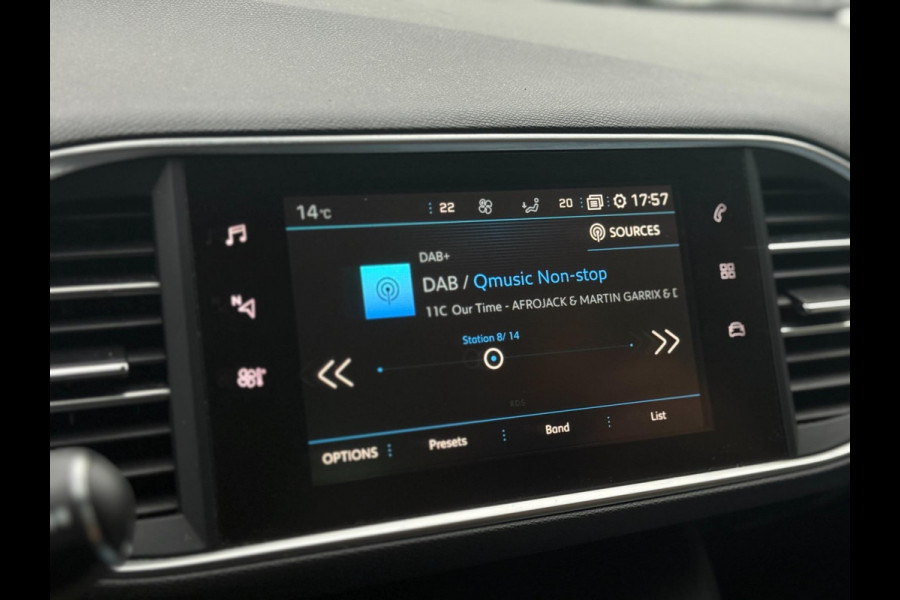 14°C 22 20 17:57
SOURCES
DAB+
DAB / Qmusic Non-stop
11C Our Time - AFROJACK & MARTIN GARRIX & D
Station 8/ 14
N
OPTIONS Presets Band List